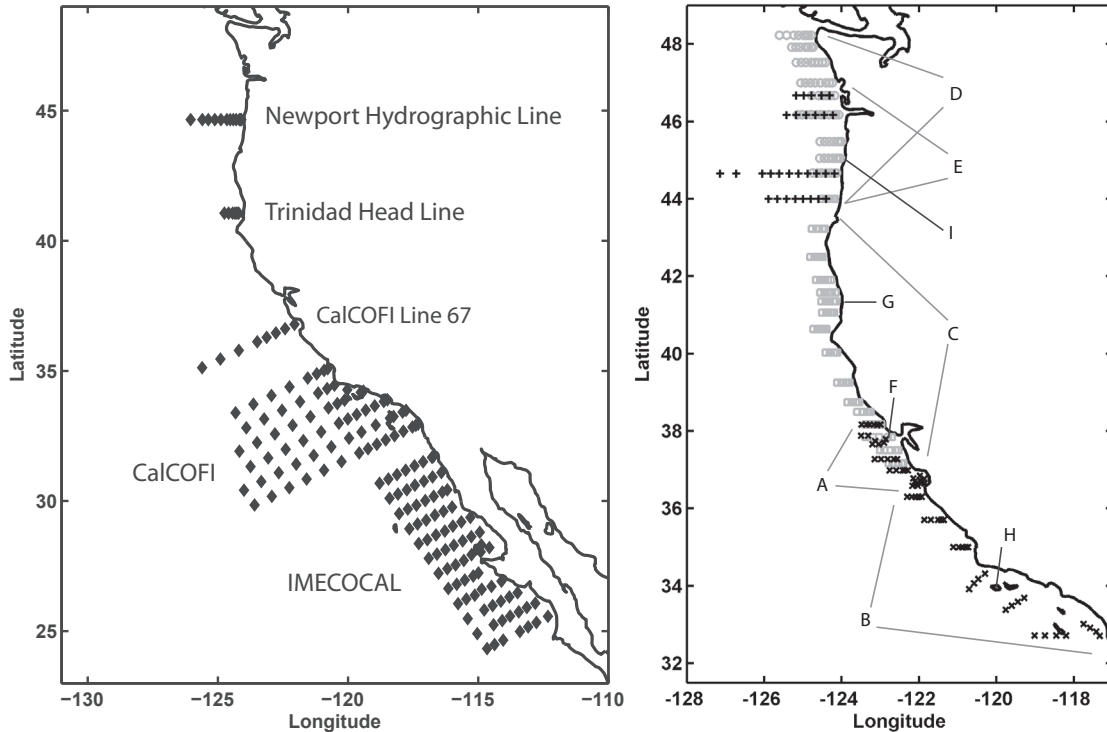 Newport Hydrographic Line
Trinidad Head Line
CalCOFI Line 67
CalCOFI
IMECOCAL
45
40
35
30
25
Latitude
−130
−125
−120
−115
−110
Longitude
48
46
44
42
40
38
36
34
32
Latitude
D
E
I
G
C
F
A
H
B
-128
-126
-124
-122
-120
-118
Longitude